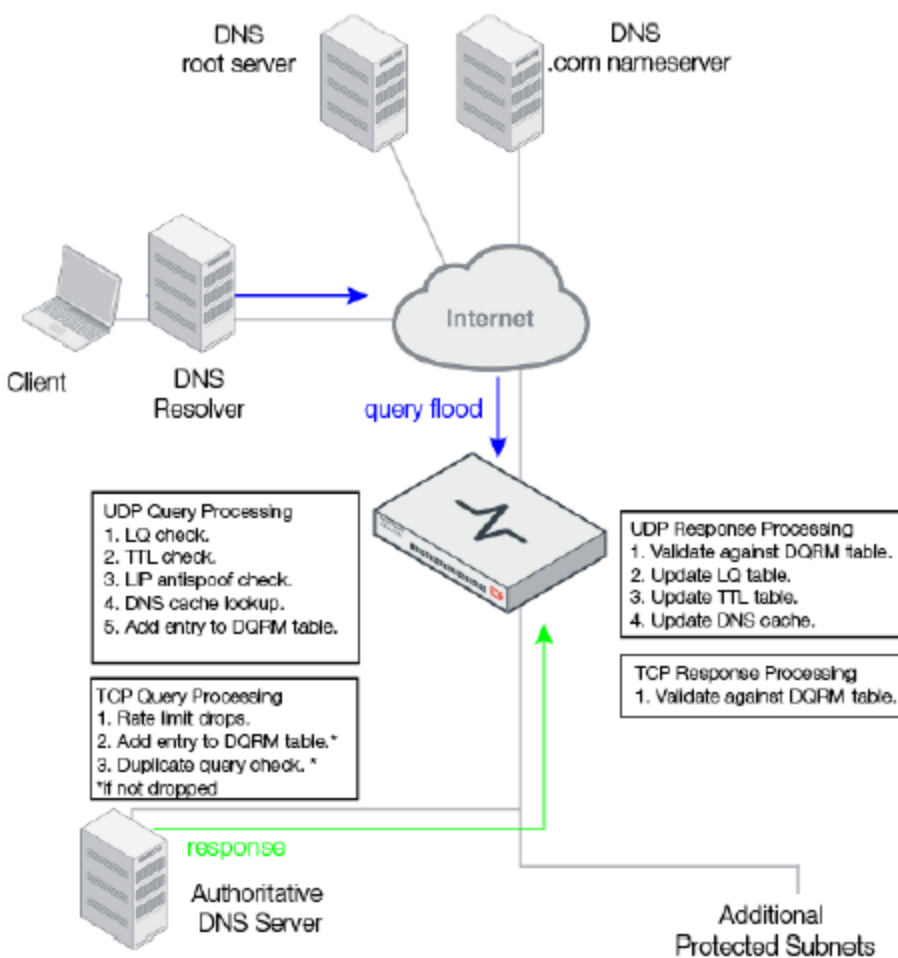 DNS
root server
DNS
.com nameserver
Internet
Client
DNS
Resolver
query flood
UDP Query Processing
1. LQ check.
2. TTL check.
3. LIP antispoof check.
4. DNS cache lookup.
5. Add entry to DQRM table.
UDP Response Processing
1. Validate against DQRM table.
2. Update LQ table.
3. Update TTL table.
4. Update DNS cache.
TCP Response Processing
1. Validate against DQRM table.
TCP Query Processing
1. Rate limit drops.
2. Add entry to DQRM table.*
3. Duplicate query check. *
*if not dropped
response
Authoritative
DNS Server
Additional
Protected Subnets